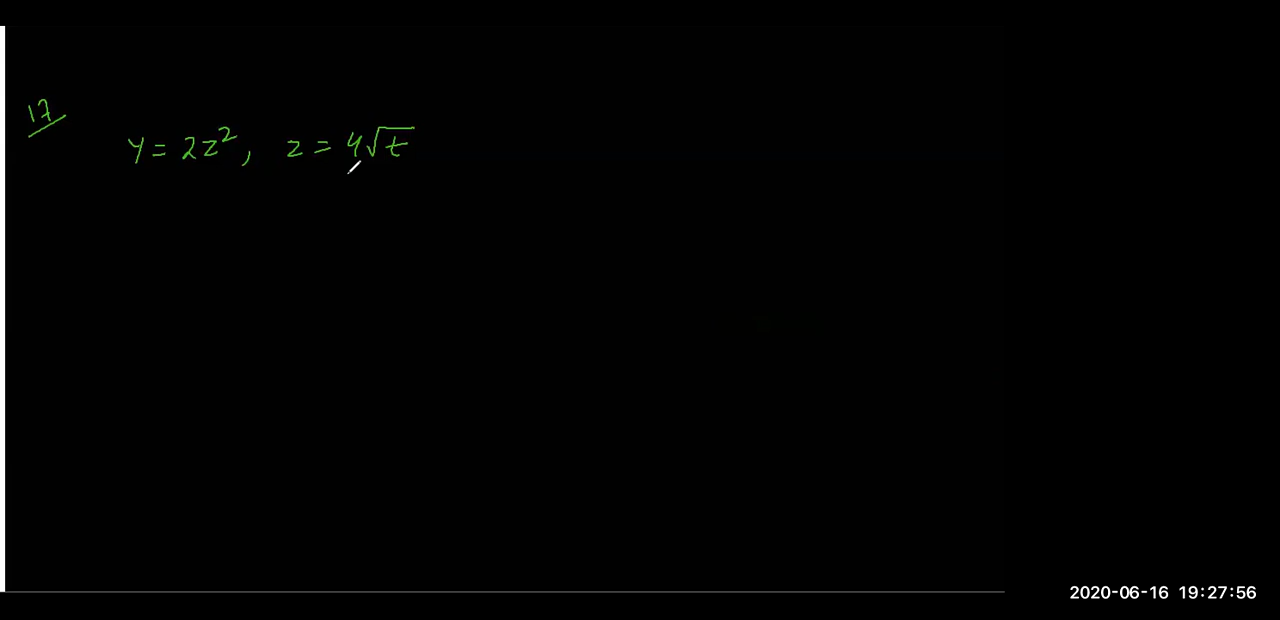 17
y = 2z², z = 4√t
2020-06-16 19:27:56